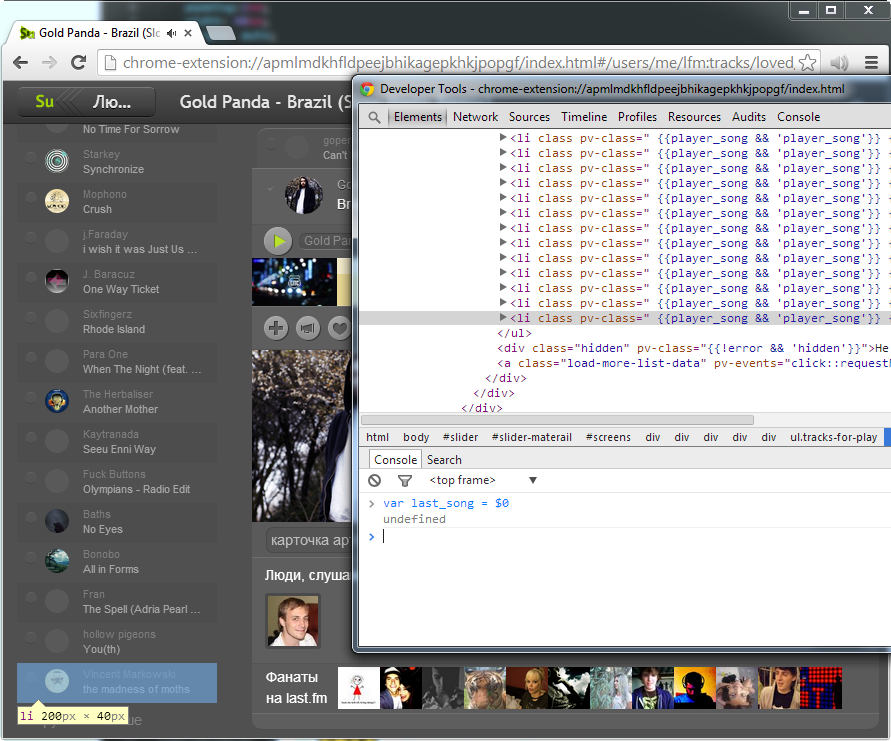 Gold Panda - Brazil (Slo
chrome-extension://apmlmdkhfldpeejbhikagepkhkjpopgf/index.html#/users/me/lfm:tracks/loved
Su
Лю...
Gold Panda - Brazil (S
No Time For Sorrow
Starkey
Synchronize
Mophono
Crush
j.Faraday
i wish it was Just Us ...
J. Baracuz
One Way Ticket
Sixfingerz
Rhode Island
Para One
When The Night (feat. ...
The Herbaliser
Another Mother
Kaytranada
Seeu Enni Way
Fuck Buttons
Olympians - Radio Edit
Baths
No Eyes
Bonobo
All in Forms
Fran
The Spell (Adria Pearl ...
hollow pigeons
You(th)
Vincent Markowski
the madness of moths
li 200px × 40px
goper
Can't
Go
Br
Gold Pan
карточка арт
Люди, слуша
Фанаты
на last.fm
Developer Tools - chrome-extension://apmlmdkhfldpeejbhikagepkhkjpopgf/index.html
Elements Network Sources Timeline Profiles Resources Audits Console
▶<li class pv-class=" {{player_song && 'player_song'}} {
▶<li class pv-class=" {{player_song && 'player_song'}} {
▶<li class pv-class=" {{player_song && 'player_song'}} {
▶<li class pv-class=" {{player_song && 'player_song'}} {
▶<li class pv-class=" {{player_song && 'player_song'}} {
▶<li class pv-class=" {{player_song && 'player_song'}} {
▶<li class pv-class=" {{player_song && 'player_song'}} {
▶<li class pv-class=" {{player_song && 'player_song'}} {
▶<li class pv-class=" {{player_song && 'player_song'}} {
▶<li class pv-class=" {{player_song && 'player_song'}} {
▶<li class pv-class=" {{player_song && 'player_song'}} {
▶<li class pv-class=" {{player_song && 'player_song'}} {
▶<li class pv-class=" {{player_song && 'player_song'}} {
</ul>
<div class="hidden" pv-class="{{!error && 'hidden'}}">Не
<a class="load-more-list-data" pv-events="click::requestM
</div>
</div>
</div>
html body #slider #slider-materail #screens div div div div div ul.tracks-for-play
Console Search
<top frame> ▼
> var last_song = $0
undefined
>